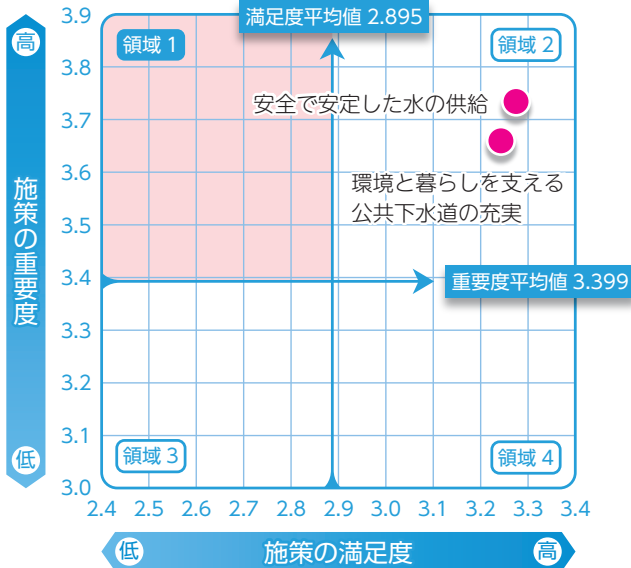 満足度平均値 2.895
高
領域 1
領域 2
安全で安定した水の供給
環境と暮らしを支える
公共下水道の充実
施策の重要度
重要度平均値 3.399
領域 3
領域 4
低
3.9
3.8
3.7
3.6
3.5
3.4
3.3
3.2
3.1
3.0
2.4 2.5 2.6 2.7 2.8 2.9 3.0 3.1 3.2 3.3 3.4
低 施策の満足度 高